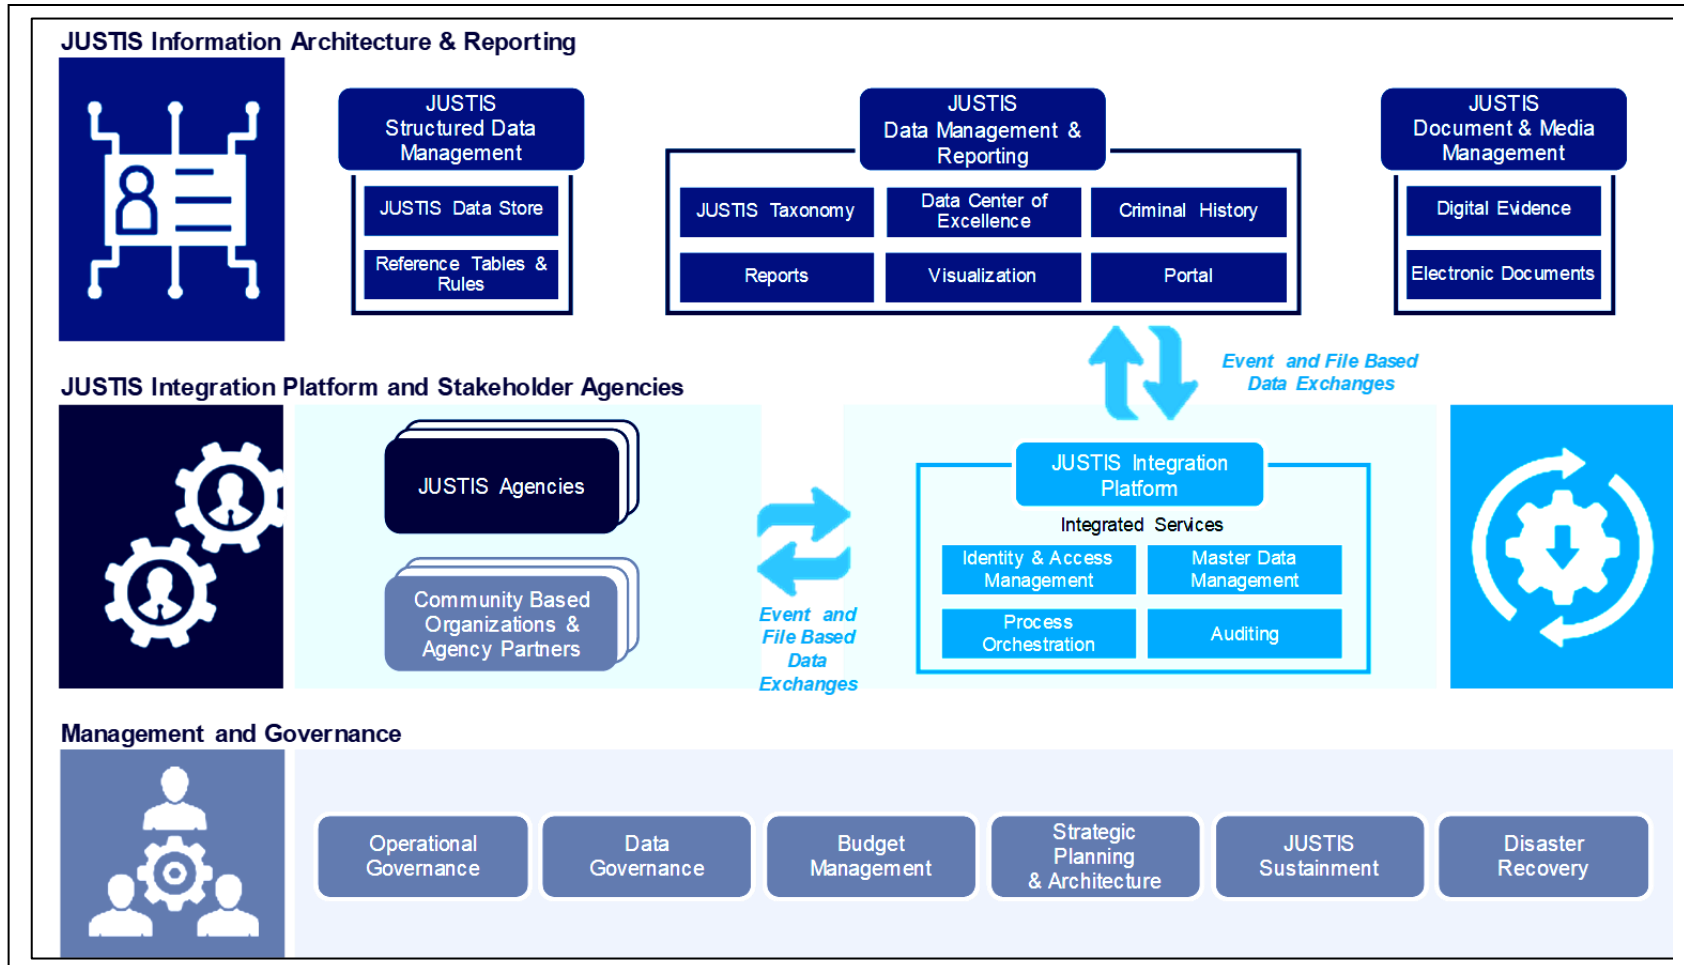 JUSTIS Information Architecture & Reporting
JUSTIS
Structured Data
Management
JUSTIS Data Store
Reference Tables &
Rules
JUSTIS
Data Management &
Reporting
JUSTIS Taxonomy
Data Center of
Excellence
Criminal History
Reports
Visualization
Portal
JUSTIS
Document & Media
Management
Digital Evidence
Electronic Documents
Event and File Based
Data Exchanges
JUSTIS Integration Platform and Stakeholder Agencies
JUSTIS Agencies
Community Based
Organizations &
Agency Partners
Event and
File Based
Data
Exchanges
JUSTIS Integration
Platform
Integrated Services
Identity & Access
Management
Master Data
Management
Process
Orchestration
Auditing
Management and Governance
Operational
Governance
Data
Governance
Budget
Management
Strategic
Planning
& Architecture
JUSTIS
Sustainment
Disaster
Recovery